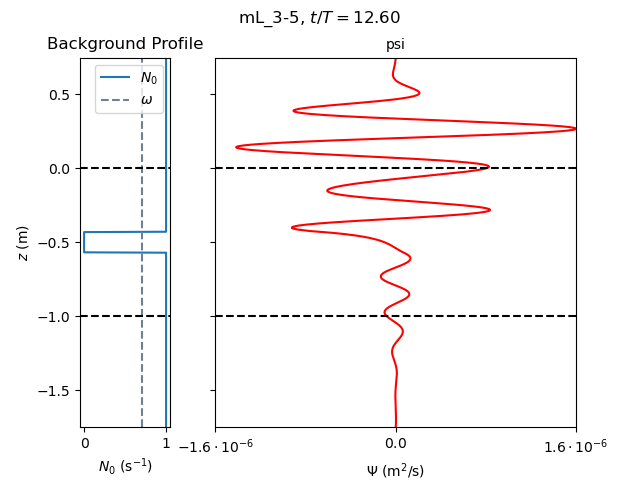 mL_3-5, t/T = 12.60
Background Profile
psi
N₀
ω
0.5
0.0
−0.5
−1.0
−1.5
z (m)
0
1
N₀ (s⁻¹)
−1.6 · 10⁻⁶
0.0
1.6 · 10⁻⁶
Ψ (m²/s)